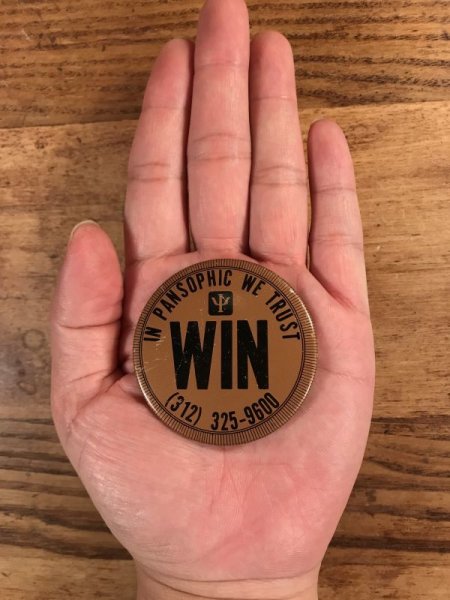 IN PANSOPHIC WE TRUST
WIN
(312) 325-9600